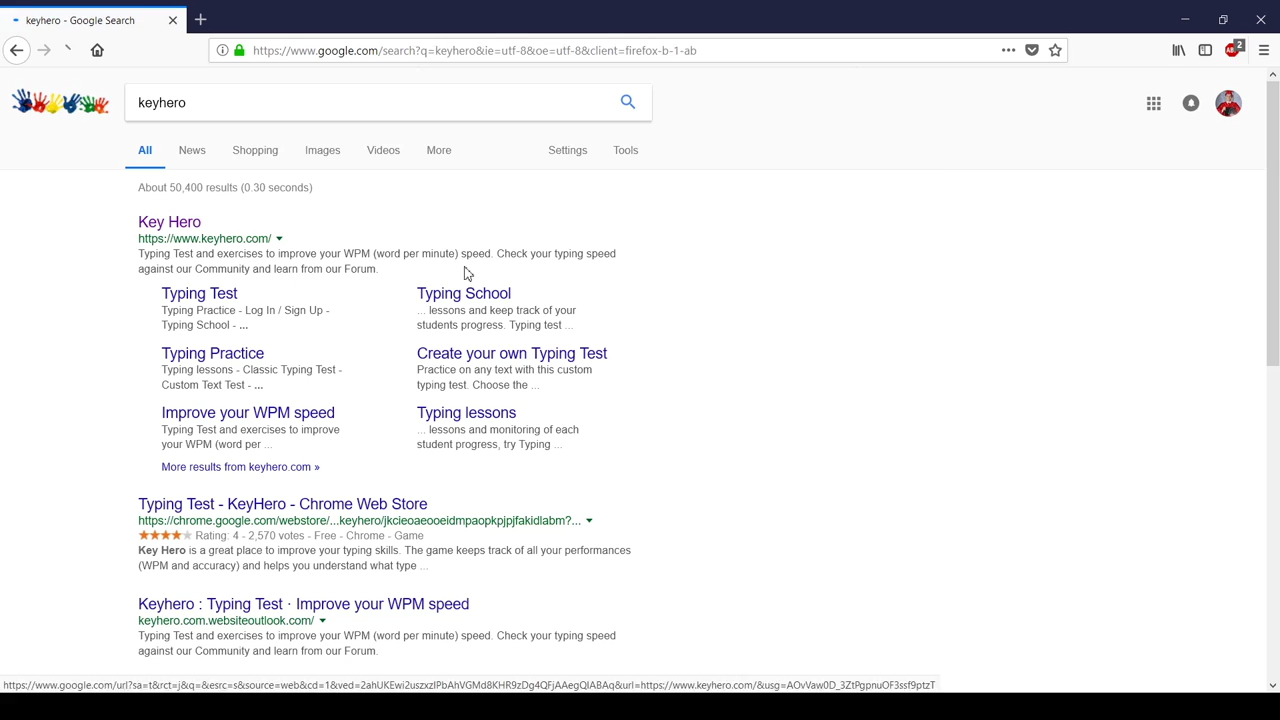 keyhero - Google Search
https://www.google.com/search?q=keyhero&ie=utf-8&oe=utf-8&client=firefox-b-1-ab
2
keyhero
All News Shopping Images Videos More Settings Tools
About 50,400 results (0.30 seconds)
Key Hero
https://www.keyhero.com/
Typing Test and exercises to improve your WPM (word per minute) speed. Check your typing speed
against our Community and learn from our Forum.
Typing Test
Typing Practice - Log In / Sign Up -
Typing School - ...
Typing School
... lessons and keep track of your
students progress. Typing test ...
Typing Practice
Typing lessons - Classic Typing Test -
Custom Text Test - ...
Create your own Typing Test
Practice on any text with this custom
typing test. Choose the ...
Improve your WPM speed
Typing Test and exercises to improve
your WPM (word per ...
Typing lessons
... lessons and monitoring of each
student progress, try Typing ...
More results from keyhero.com »
Typing Test - KeyHero - Chrome Web Store
https://chrome.google.com/webstore/...keyhero/jkcieoaeooeidmpaopkpjpjfakidlabm?...
Rating: 4 - 2,570 votes - Free - Chrome - Game
Key Hero is a great place to improve your typing skills. The game keeps track of all your performances
(WPM and accuracy) and helps you understand what type ...
Keyhero : Typing Test · Improve your WPM speed
keyhero.com.websiteoutlook.com/
Typing Test and exercises to improve your WPM (word per minute) speed. Check your typing speed
against our Community and learn from our Forum.
https://www.google.com/url?sa=t&rct=j&q=&esrc=s&source=web&cd=1&ved=2ahUKEwi2uszxzIPbAhVGMd8KHR9zDg4QFjAAegQIABAq&url=https://www.keyhero.com/&usg=AOvVaw0D_3ZtPgpnuOF3ssf9ptzT